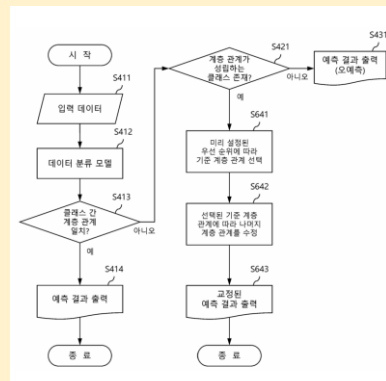 시 작
S411
입력 데이터
S412
데이터 분류 모델
S413
클래스 간
계층 관계
일치?
아니오
예
S414
예측 결과 출력
종 료
S421
계층 관계가
성립하는
클래스 존재?
아니오
예
S431
예측 결과 출력
(오예측)
S641
미리 설정된
우선 순위에 따라
기준 계층 관계 선택
S642
선택된 기준 계층
관계에 따라 나머지
계층 관계를 수정
S643
교정된
예측 결과 출력
종 료